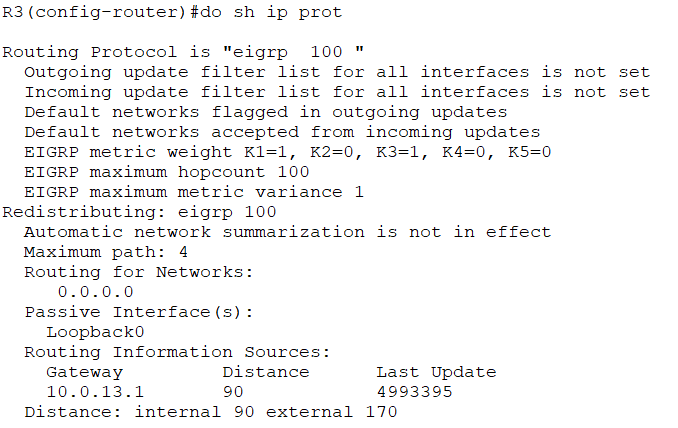 R3(config-router)#do sh ip prot
Routing Protocol is "eigrp  100 "
  Outgoing update filter list for all interfaces is not set
  Incoming update filter list for all interfaces is not set
  Default networks flagged in outgoing updates
  Default networks accepted from incoming updates
  EIGRP metric weight K1=1, K2=0, K3=1, K4=0, K5=0
  EIGRP maximum hopcount 100
  EIGRP maximum metric variance 1
Redistributing: eigrp 100
  Automatic network summarization is not in effect
  Maximum path: 4
  Routing for Networks:
     0.0.0.0
  Passive Interface(s):
    Loopback0
  Routing Information Sources:
    Gateway         Distance      Last Update
    10.0.13.1       90            4993395
  Distance: internal 90 external 170